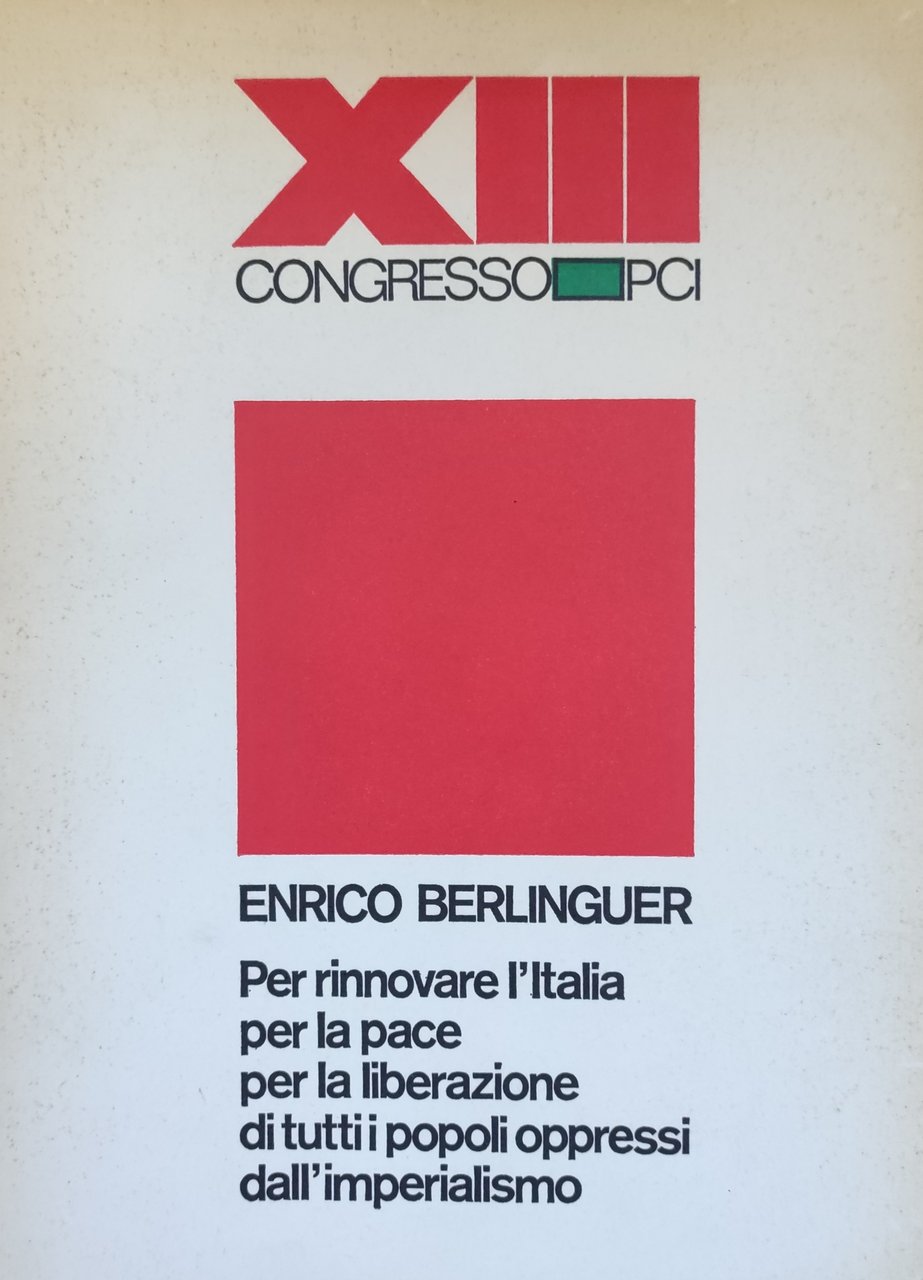 XIII
CONGRESSO PCI
ENRICO BERLINGUER
Per rinnovare l'Italia
per la pace
per la liberazione
di tutti i popoli oppressi
dall'imperialismo